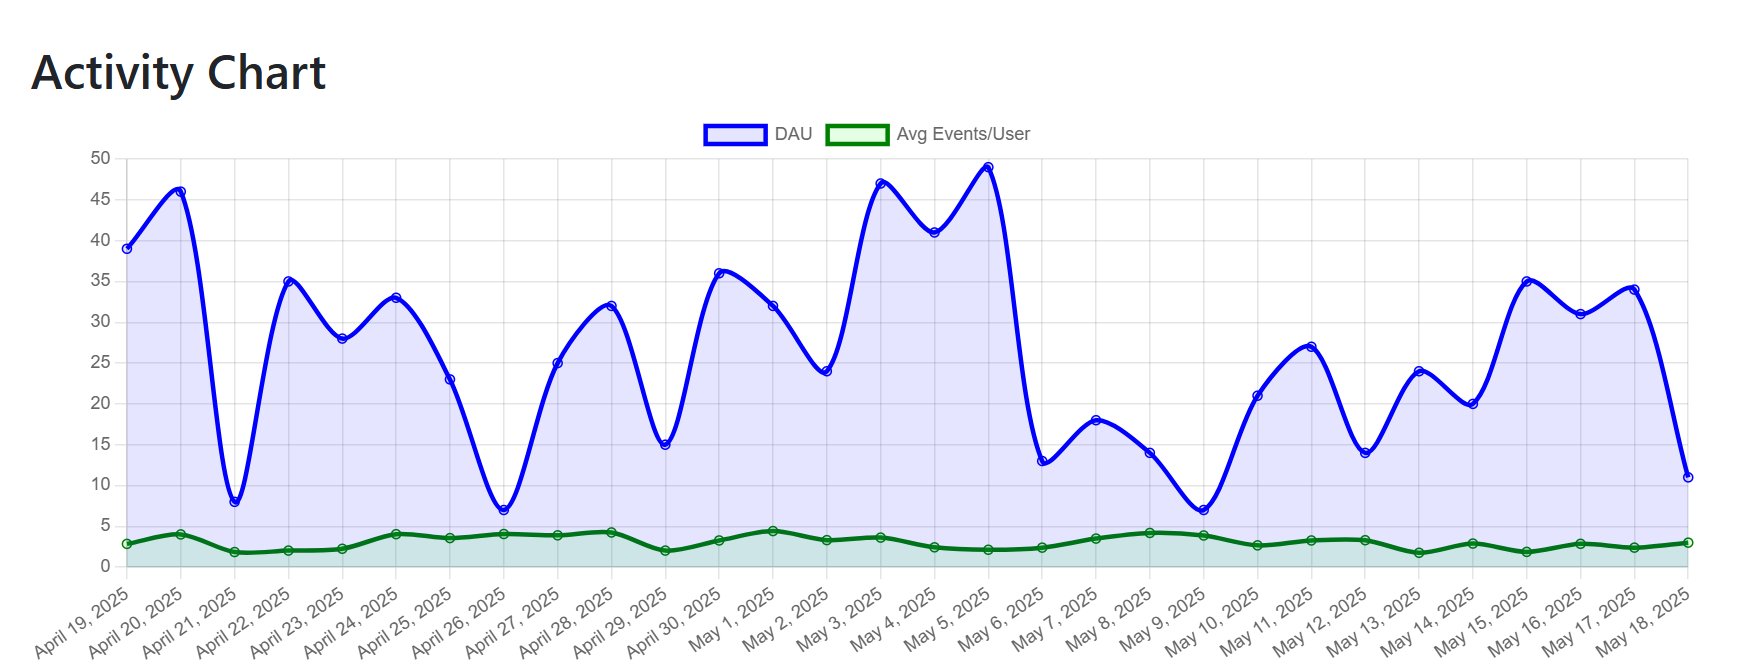 Activity Chart
DAU Avg Events/User
50
45
40
35
30
25
20
15
10
5
0
April 19, 2025
April 20, 2025
April 21, 2025
April 22, 2025
April 23, 2025
April 24, 2025
April 25, 2025
April 26, 2025
April 27, 2025
April 28, 2025
April 29, 2025
April 30, 2025
May 1, 2025
May 2, 2025
May 3, 2025
May 4, 2025
May 5, 2025
May 6, 2025
May 7, 2025
May 8, 2025
May 9, 2025
May 10, 2025
May 11, 2025
May 12, 2025
May 13, 2025
May 14, 2025
May 15, 2025
May 16, 2025
May 17, 2025
May 18, 2025